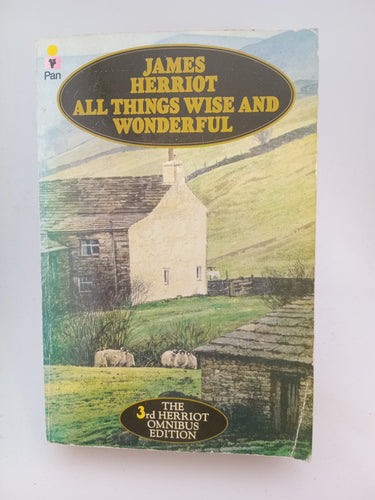 Pan
JAMES
HERRIOT
ALL THINGS WISE AND
WONDERFUL
THE
3rd HERRIOT
OMNIBUS
EDITION